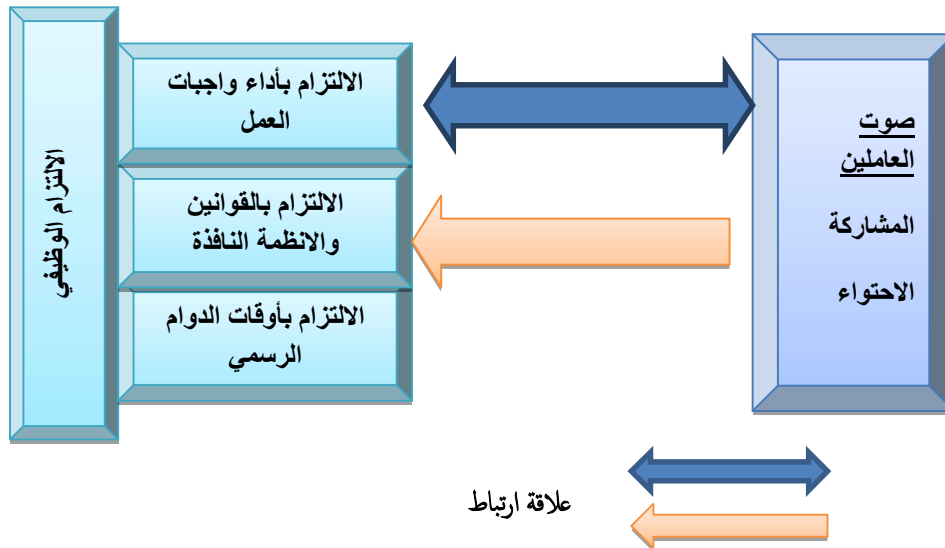 صوت
العاملين
المشاركة
الاحتواء
الالتزام بأداء واجبات
العمل
الالتزام بالقوانين
والانظمة النافذة
الالتزام بأوقات الدوام
الرسمي
الالتزام الوظيفي
علاقة ارتباط